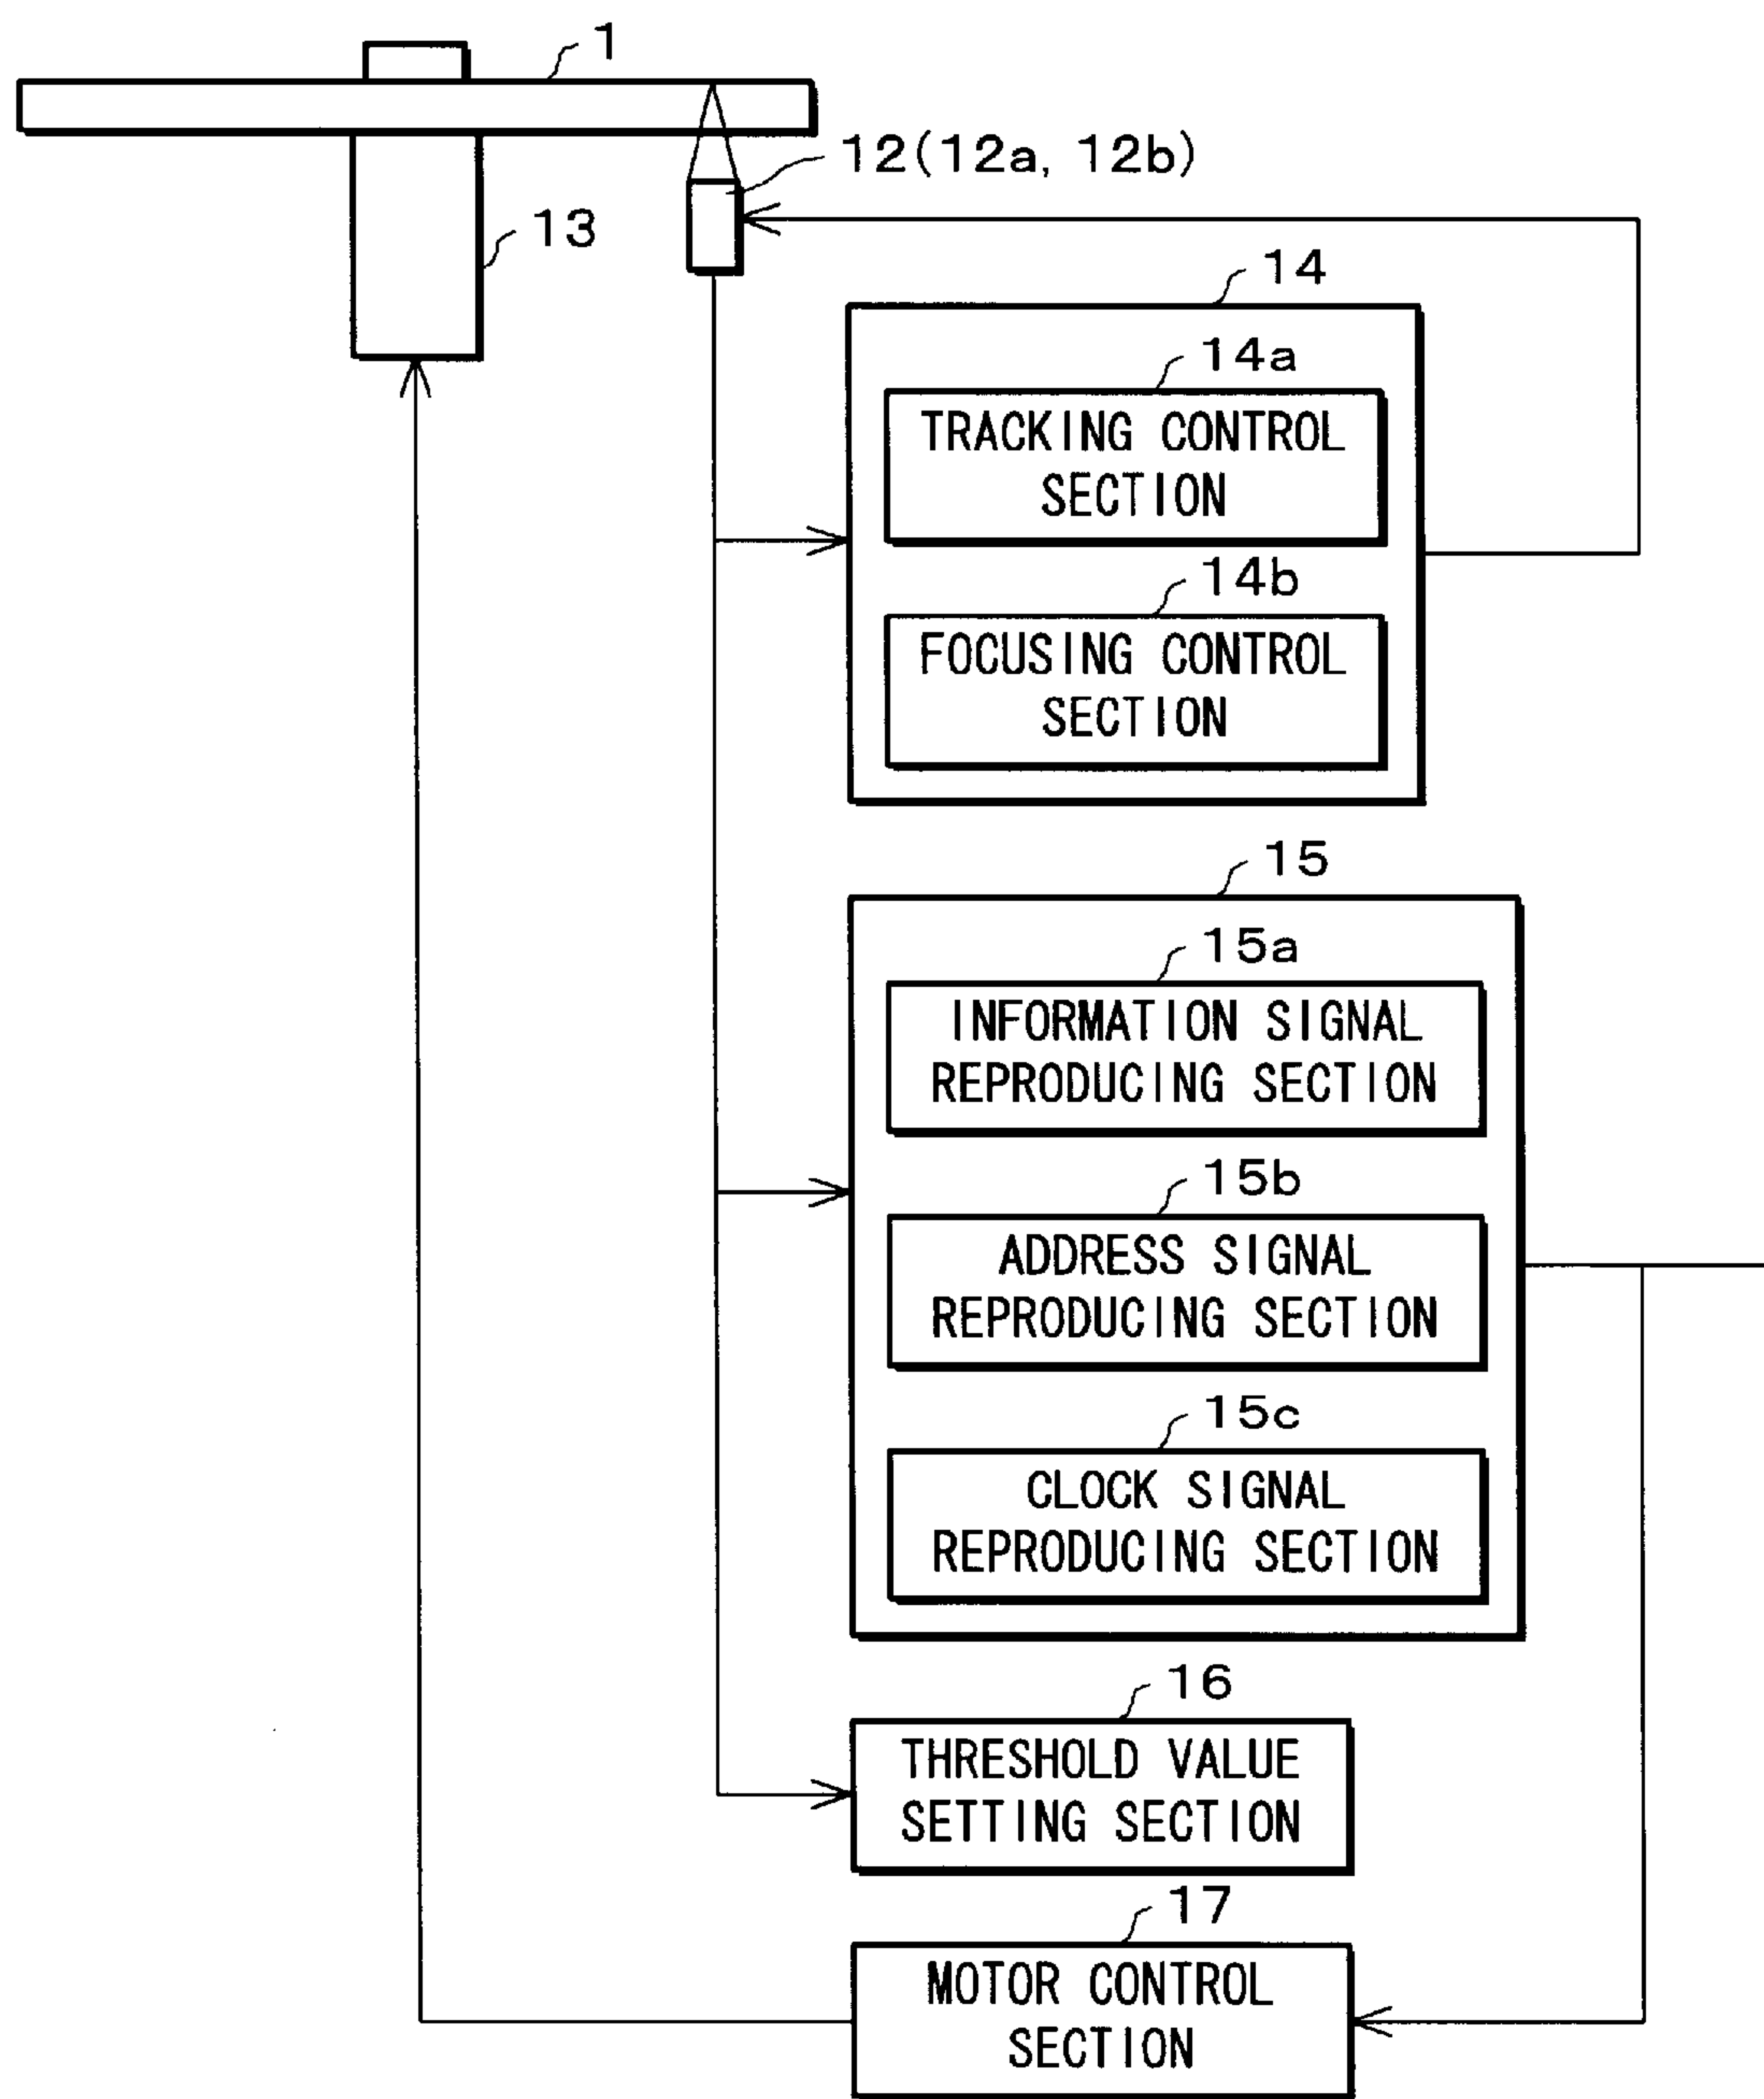 1
12(12a, 12b)
13
14
14a
TRACKING CONTROL
SECTION
14b
FOCUSING CONTROL
SECTION
15
15a
INFORMATION SIGNAL
REPRODUCING SECTION
15b
ADDRESS SIGNAL
REPRODUCING SECTION
15c
CLOCK SIGNAL
REPRODUCING SECTION
16
THRESHOLD VALUE
SETTING SECTION
17
MOTOR CONTROL
SECTION